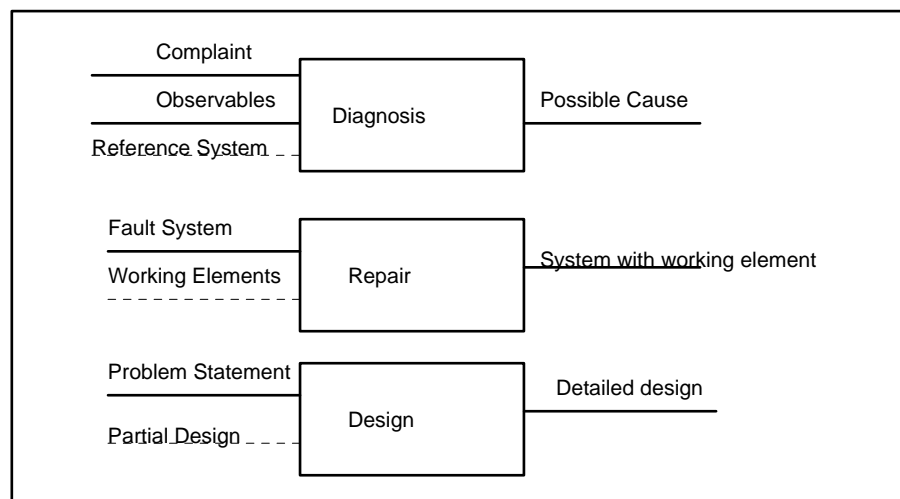 Complaint
Observables
Reference System
Diagnosis
Possible Cause
Fault System
Working Elements
Repair
System with working element
Problem Statement
Partial Design
Design
Detailed design